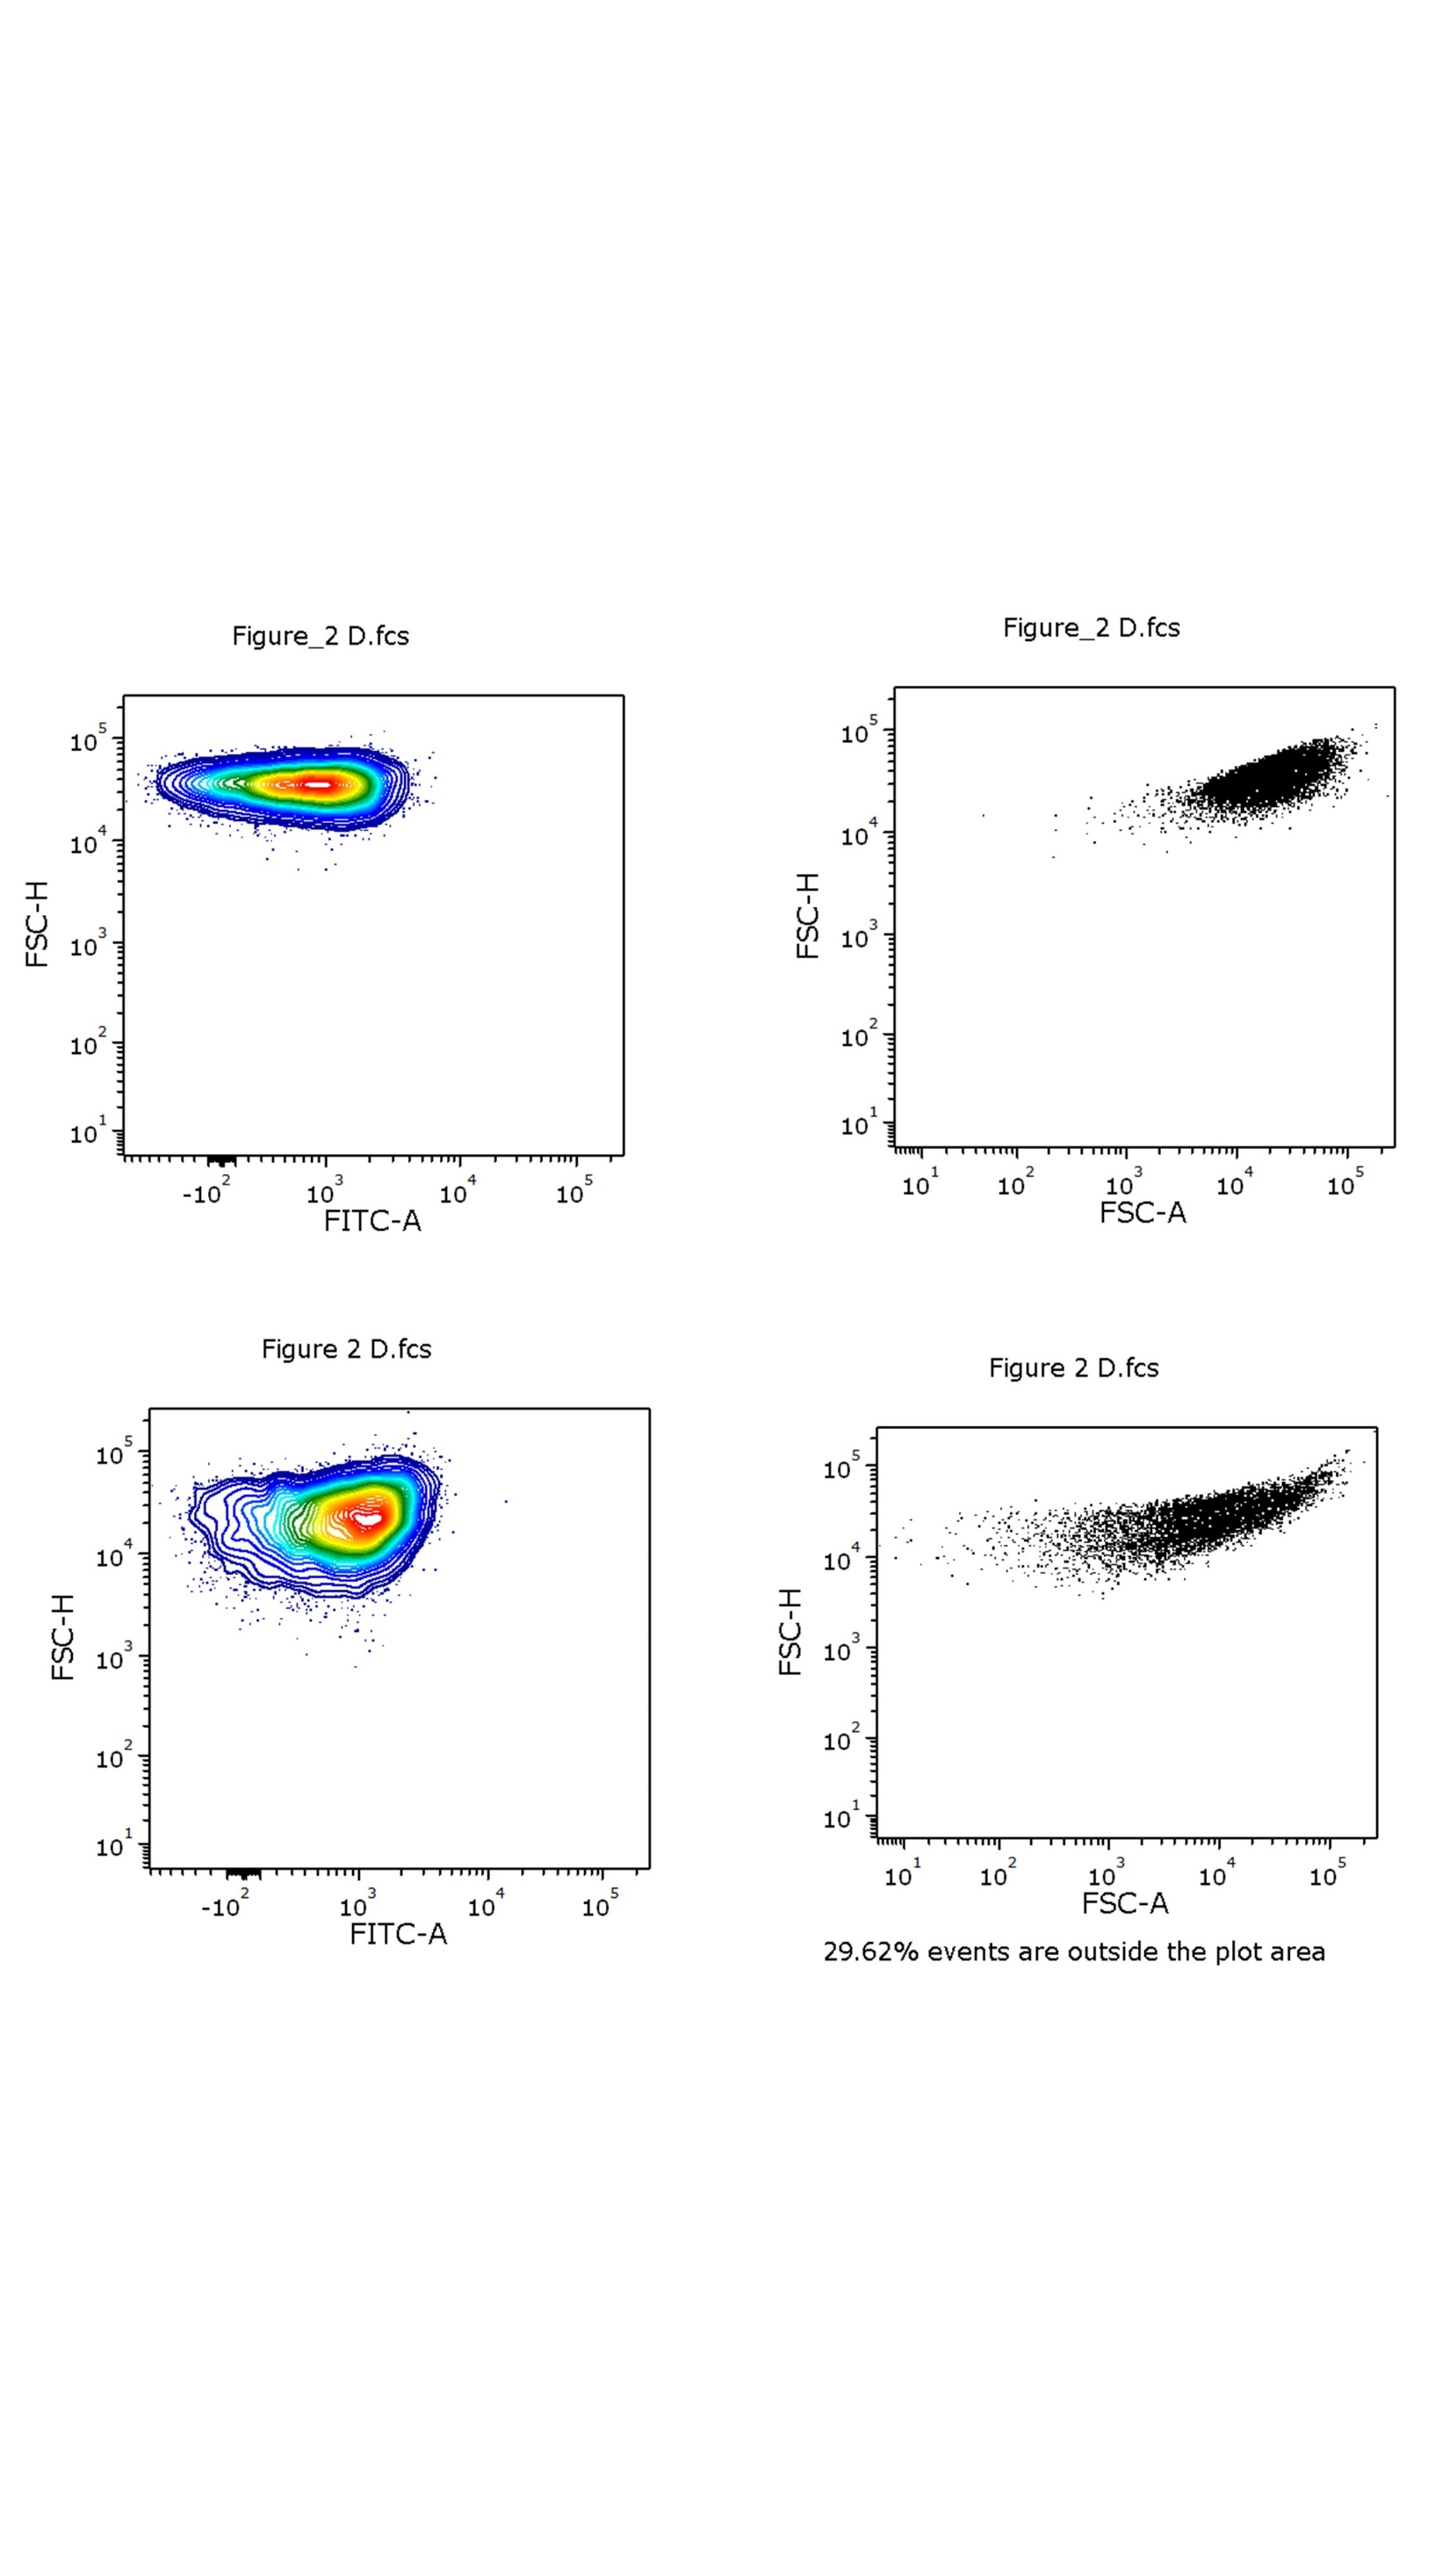 Figure_2 D.fcs
10^5
10^4
10^3
10^2
10^1
FSC-H
-10^2 10^3 10^4 10^5
FITC-A
Figure_2 D.fcs
10^5
10^4
10^3
10^2
10^1
FSC-H
10^1 10^2 10^3 10^4 10^5
FSC-A
Figure 2 D.fcs
10^5
10^4
10^3
10^2
10^1
FSC-H
-10^2 10^3 10^4 10^5
FITC-A
Figure 2 D.fcs
10^5
10^4
10^3
10^2
10^1
FSC-H
10^1 10^2 10^3 10^4 10^5
FSC-A
29.62% events are outside the plot area